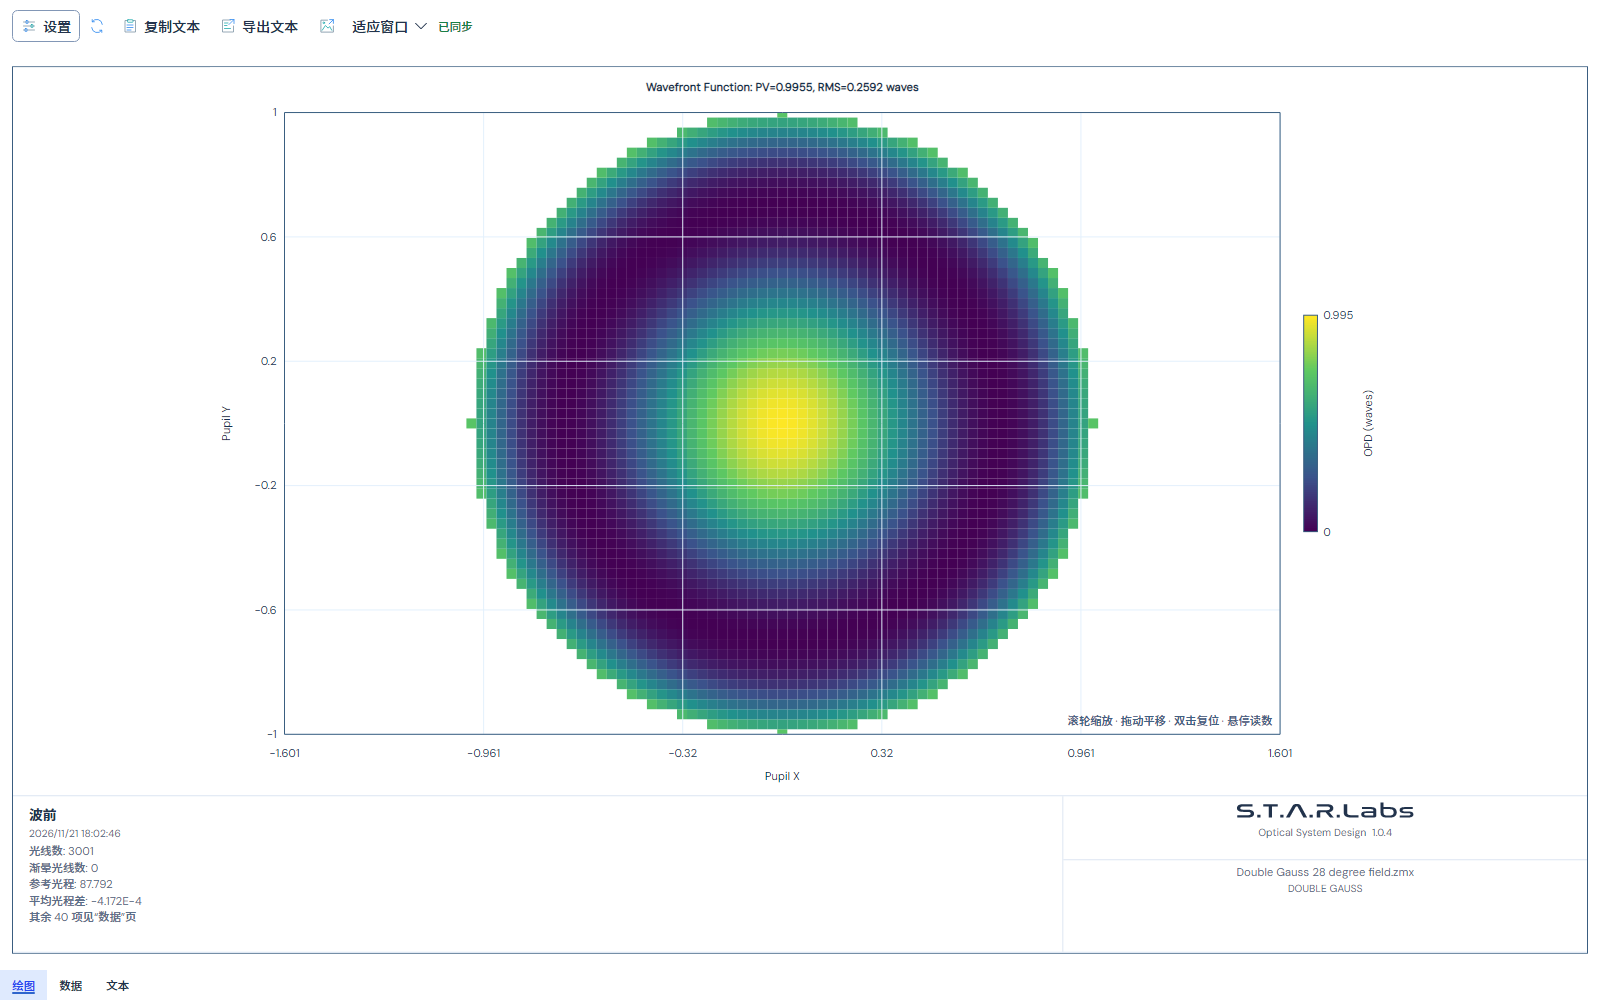 设置
复制文本
导出文本
适应窗口
已同步
Wavefront Function: PV=0.9955, RMS=0.2592 waves
1
0.6
0.2
-0.2
-0.6
-1
Pupil Y
-1.601
-0.961
-0.32
0.32
0.961
1.601
Pupil X
滚轮缩放 · 拖动平移 · 双击复位 · 悬停读数
0.995
0
OPD (waves)
波前
2026/11/21 18:02:46
光线数: 3001
渐晕光线数: 0
参考光程: 87.792
平均光程差: -4.172E-4
其余 40 项见“数据”页
S.T.A.R.Labs
Optical System Design 1.0.4
Double Gauss 28 degree field.zmx
DOUBLE GAUSS
绘图
数据
文本